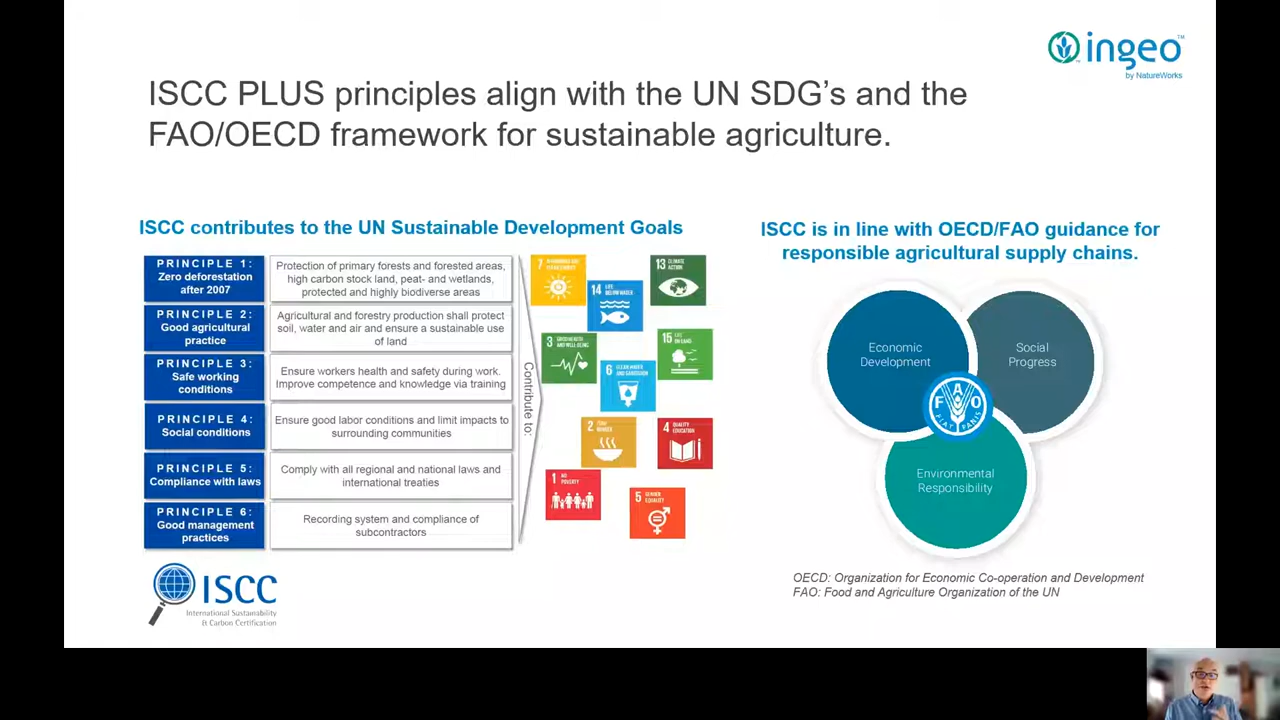 ingeo™
by NatureWorks
ISCC PLUS principles align with the UN SDG’s and the
FAO/OECD framework for sustainable agriculture.
ISCC contributes to the UN Sustainable Development Goals
PRINCIPLE 1:
Zero deforestation
after 2007
Protection of primary forests and forested areas,
high carbon stock land, peat- and wetlands,
protected and highly biodiverse areas
PRINCIPLE 2:
Good agricultural
practice
Agricultural and forestry production shall protect
soil, water and air and ensure a sustainable use
of land
PRINCIPLE 3:
Safe working
conditions
Ensure workers health and safety during work.
Improve competence and knowledge via training
PRINCIPLE 4:
Social conditions
Ensure good labor conditions and limit impacts to
surrounding communities
PRINCIPLE 5:
Compliance with laws
Comply with all regional and national laws and
international treaties
PRINCIPLE 6:
Good management
practices
Recording system and compliance of
subcontractors
Contribute to:
7
13 CLIMATE
ACTION
14 LIFE
BELOW WATER
3 GOOD HEALTH
AND WELL-BEING
15 LIFE
ON LAND
6 CLEAN WATER
AND SANITATION
2 ZERO
HUNGER
4 QUALITY
EDUCATION
1 NO
POVERTY
5 GENDER
EQUALITY
ISCC
International Sustainability
& Carbon Certification
ISCC is in line with OECD/FAO guidance for
responsible agricultural supply chains.
Economic
Development
Social
Progress
F A O
FIAT PANIS
Environmental
Responsibility
OECD: Organization for Economic Co-operation and Development
FAO: Food and Agriculture Organization of the UN